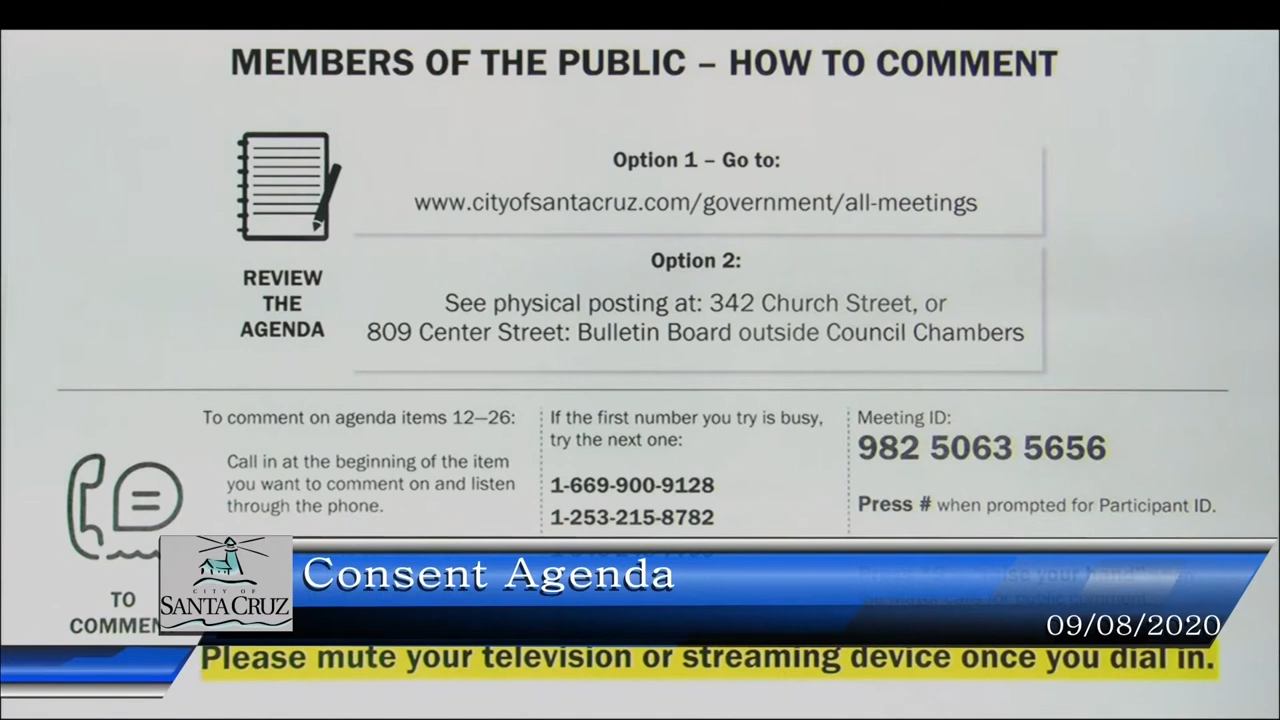 MEMBERS OF THE PUBLIC – HOW TO COMMENT
Option 1 – Go to:
www.cityofsantacruz.com/government/all-meetings
REVIEW
THE
AGENDA
Option 2:
See physical posting at: 342 Church Street, or
809 Center Street: Bulletin Board outside Council Chambers
To comment on agenda items 12–26:
Call in at the beginning of the item
you want to comment on and listen
through the phone.
If the first number you try is busy,
try the next one:
1-669-900-9128
1-253-215-8782
Meeting ID:
982 5063 5656
Press # when prompted for Participant ID.
TO
CITY OF
SANTA CRUZ
Consent Agenda
09/08/2020
Please mute your television or streaming device once you dial in.